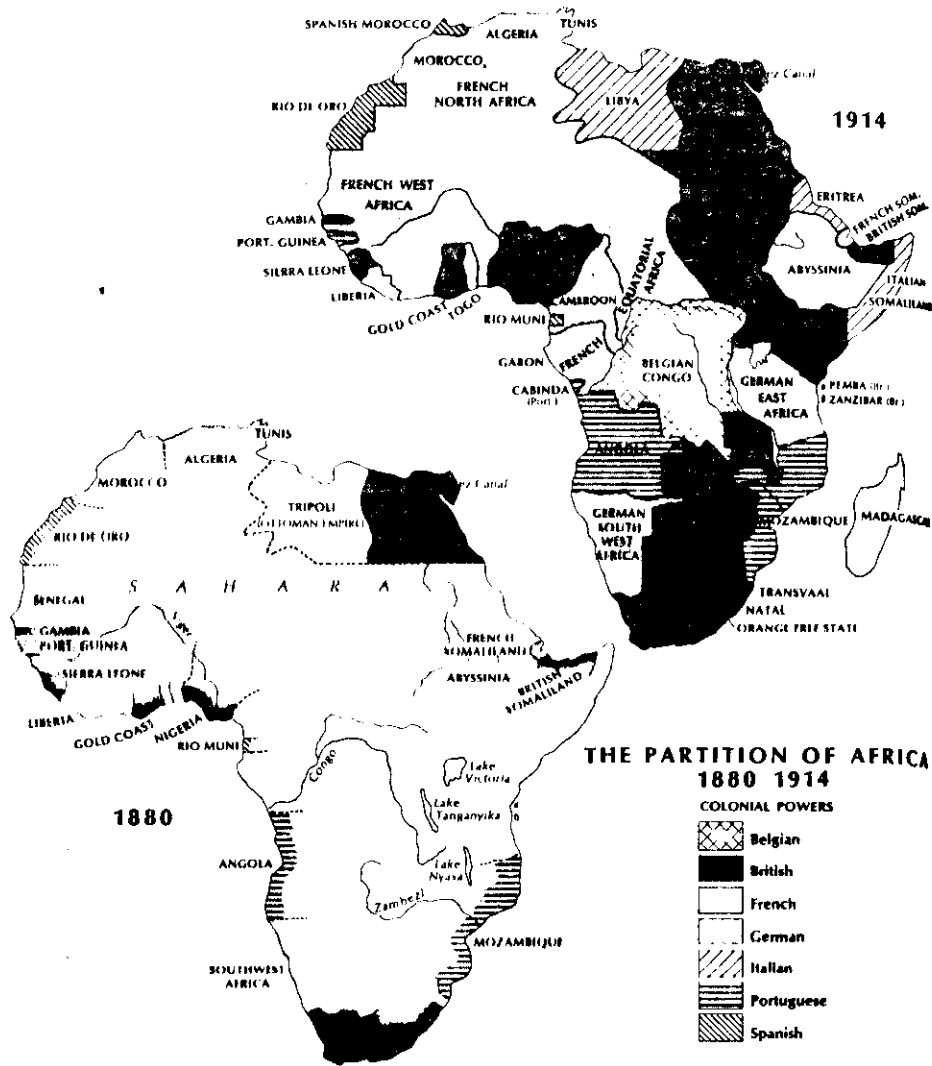 SPANISH MOROCCO
ALGERIA
TUNIS
MOROCCO
FRENCH
NORTH AFRICA
RIO DE ORO
LIBYA
ez Canal
1914
FRENCH WEST
AFRICA
ERITREA
FRENCH SOM.
BRITISH SOM.
GAMBIA
PORT. GUINEA
SIERRA LEONE
LIBERIA
GOLD COAST
TOGO
ABYSSINIA
ITALIAN
SOMALILAND
CAMEROON
EQUATORIAL
AFRICA
RIO MUNI
GABON
FRENCH
BELGIAN
CONGO
CABINDA
(Port.)
GERMAN
EAST
AFRICA
PEMBA (Br.)
ZANZIBAR (Br.)
ANGOLA
GERMAN
SOUTH
WEST
AFRICA
MOZAMBIQUE
MADAGASCAR
TRANSVAAL
NATAL
ORANGE FREE STATE
TUNIS
ALGERIA
MOROCCO
TRIPOLI
(OTTOMAN EMPIRE)
ez Canal
RIO DE ORO
S A H A R A
SENEGAL
GAMBIA
PORT. GUINEA
SIERRA LEONE
LIBERIA
GOLD COAST
NIGERIA
RIO MUNI
FRENCH
SOMALILAND
ABYSSINIA
BRITISH
SOMALILAND
Congo
Lake
Victoria
Lake
Tanganyika
1880
ANGOLA
Lake
Nyasa
Zambezi
MOZAMBIQUE
SOUTHWEST
AFRICA
THE PARTITION OF AFRICA
1880 1914
COLONIAL POWERS
Belgian
British
French
German
Italian
Portuguese
Spanish